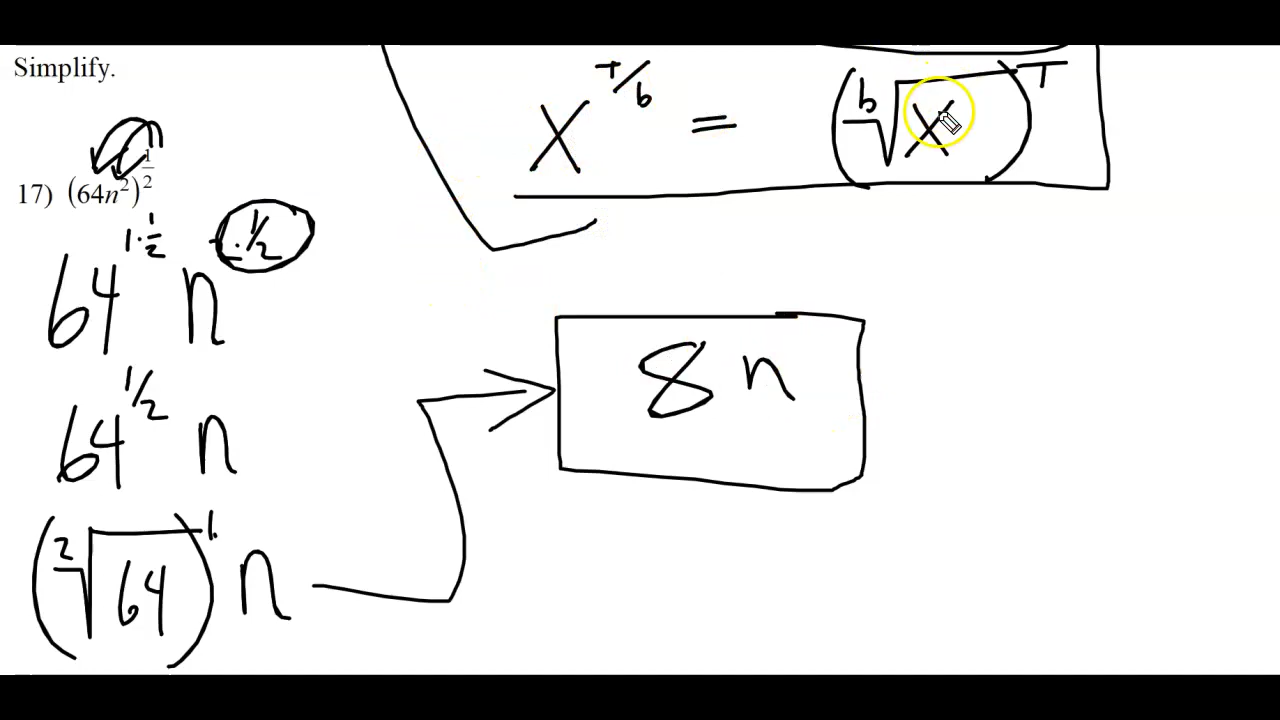 Simplify.
x^(T/b) = (ᵇ√x)^T
17) (64n²)^(1/2)
64^(1·1/2) n^(2·1/2)
64^(1/2) n
(²√64)^1 n
8n